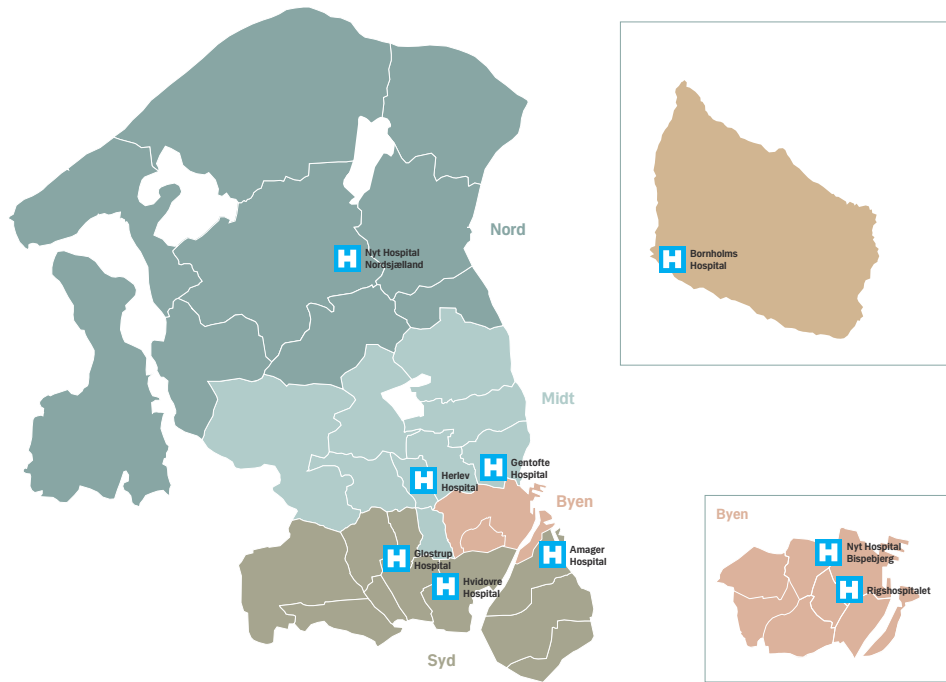 Nord
H
Nyt Hospital
Nordsjælland
H
Bornholms
Hospital
Midt
H
Gentofte
Hospital
H
Herlev
Hospital
Byen
H
Glostrup
Hospital
H
Amager
Hospital
H
Hvidovre
Hospital
Syd
Byen
H
Nyt Hospital
Bispebjerg
H
Rigshospitalet